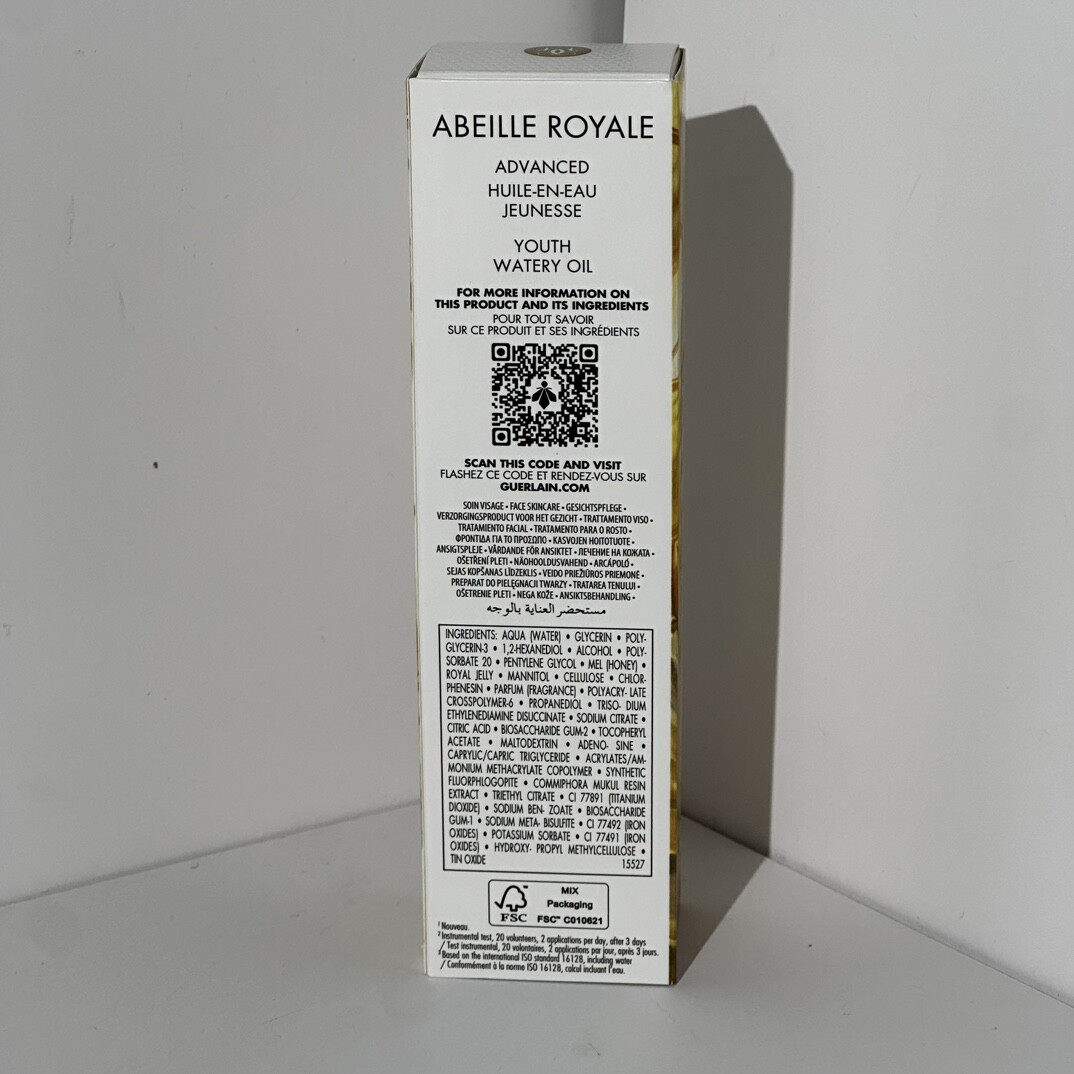 ABEILLE ROYALE
ADVANCED
HUILE-EN-EAU
JEUNESSE
YOUTH
WATERY OIL
FOR MORE INFORMATION ON
THIS PRODUCT AND ITS INGREDIENTS
POUR TOUT SAVOIR
SUR CE PRODUIT ET SES INGRÉDIENTS
SCAN THIS CODE AND VISIT
FLASHEZ CE CODE ET RENDEZ-VOUS SUR
GUERLAIN.COM
SOIN VISAGE • FACE SKINCARE • GESICHTSPFLEGE •
VERZORGINGSPRODUCT VOOR HET GEZICHT • TRATTAMENTO VISO •
TRATAMIENTO FACIAL • TRATAMENTO PARA O ROSTO •
ΦΡΟΝΤΙΔΑ ΓΙΑ ΤΟ ΠΡΟΣΩΠΟ • KASVOJEN HOITOTUOTE •
ANSIGTSPLEJE • VÅRDANDE FÖR ANSIKTET • ЛЕЧЕНИЕ НА КОЖАТА •
OŠETŘENÍ PLETI • NÄOHOOLDUSVAHEND • ARCÁPOLÓ •
SEJAS KOPŠANAS LĪDZEKLIS • VEIDO PRIEŽIŪROS PRIEMONĖ •
PREPARAT DO PIELĘGNACJI TWARZY • TRATAREA TENULUI •
OŠETRENIE PLETI • NEGA KOŽE • ANSIKTSBEHANDLING •
مستحضر العناية بالوجه
INGREDIENTS: AQUA (WATER) • GLYCERIN • POLY-
GLYCERIN-3 • 1,2-HEXANEDIOL • ALCOHOL • POLY-
SORBATE 20 • PENTYLENE GLYCOL • MEL (HONEY) •
ROYAL JELLY • MANNITOL • CELLULOSE • CHLOR-
PHENESIN • PARFUM (FRAGRANCE) • POLYACRY- LATE
CROSSPOLYMER-6 • PROPANEDIOL • TRISO- DIUM
ETHYLENEDIAMINE DISUCCINATE • SODIUM CITRATE •
CITRIC ACID • BIOSACCHARIDE GUM-2 • TOCOPHERYL
ACETATE • MALTODEXTRIN • ADENO- SINE •
CAPRYLIC/CAPRIC TRIGLYCERIDE • ACRYLATES/AM-
MONIUM METHACRYLATE COPOLYMER • SYNTHETIC
FLUORPHLOGOPITE • COMMIPHORA MUKUL RESIN
EXTRACT • TRIETHYL CITRATE • CI 77891 (TITANIUM
DIOXIDE) • SODIUM BEN- ZOATE • BIOSACCHARIDE
GUM-1 • SODIUM META- BISULFITE • CI 77492 (IRON
OXIDES) • POTASSIUM SORBATE • CI 77491 (IRON
OXIDES) • HYDROXY- PROPYL METHYLCELLULOSE •
TIN OXIDE 15527
MIX
Packaging
FSC™ C010621
FSC
¹ Nouveau.
² Instrumental test, 20 volunteers, 2 applications per day, after 3 days
/ Test instrumental, 20 volontaires, 2 applications par jour, après 3 jours.
³ Based on the international ISO standard 16128, including water
/ Conformément à la norme ISO 16128, calcul incluant l'eau.